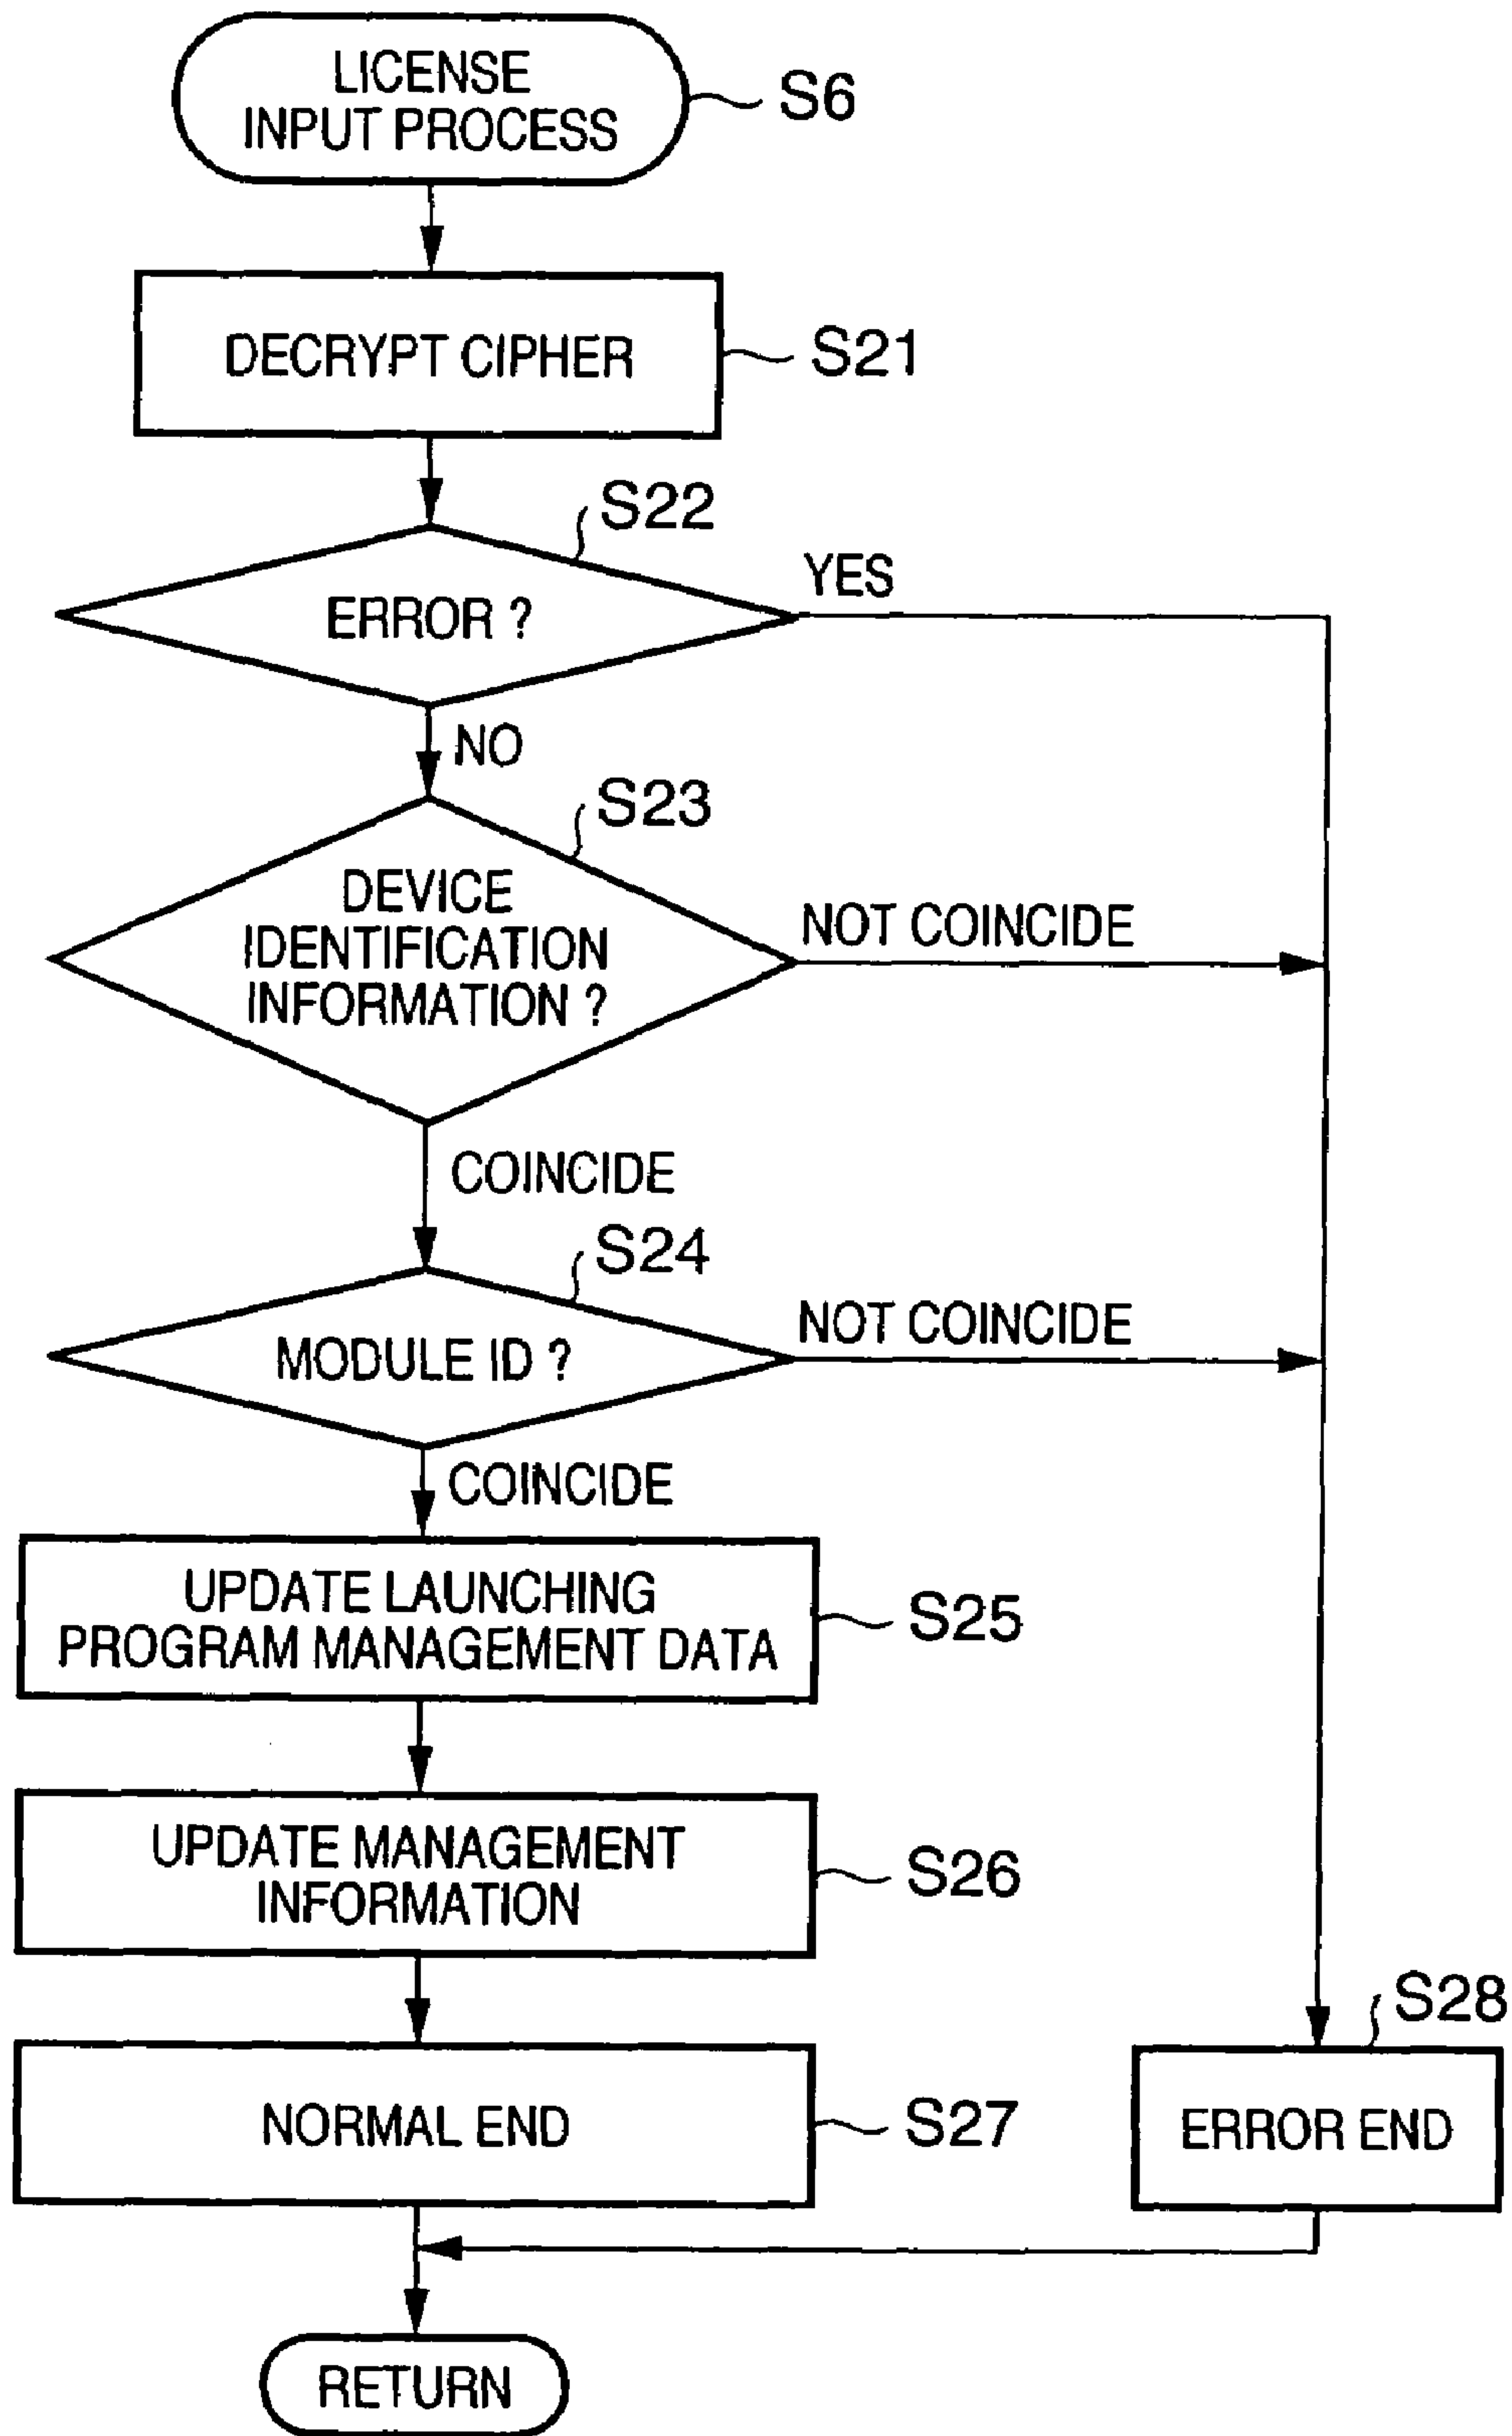 LICENSE
INPUT PROCESS
S6
DECRYPT CIPHER
S21
S22
ERROR ?
YES
NO
S23
DEVICE
IDENTIFICATION
INFORMATION ?
NOT COINCIDE
COINCIDE
S24
MODULE ID ?
NOT COINCIDE
COINCIDE
UPDATE LAUNCHING
PROGRAM MANAGEMENT DATA
S25
UPDATE MANAGEMENT
INFORMATION
S26
NORMAL END
S27
S28
ERROR END
RETURN